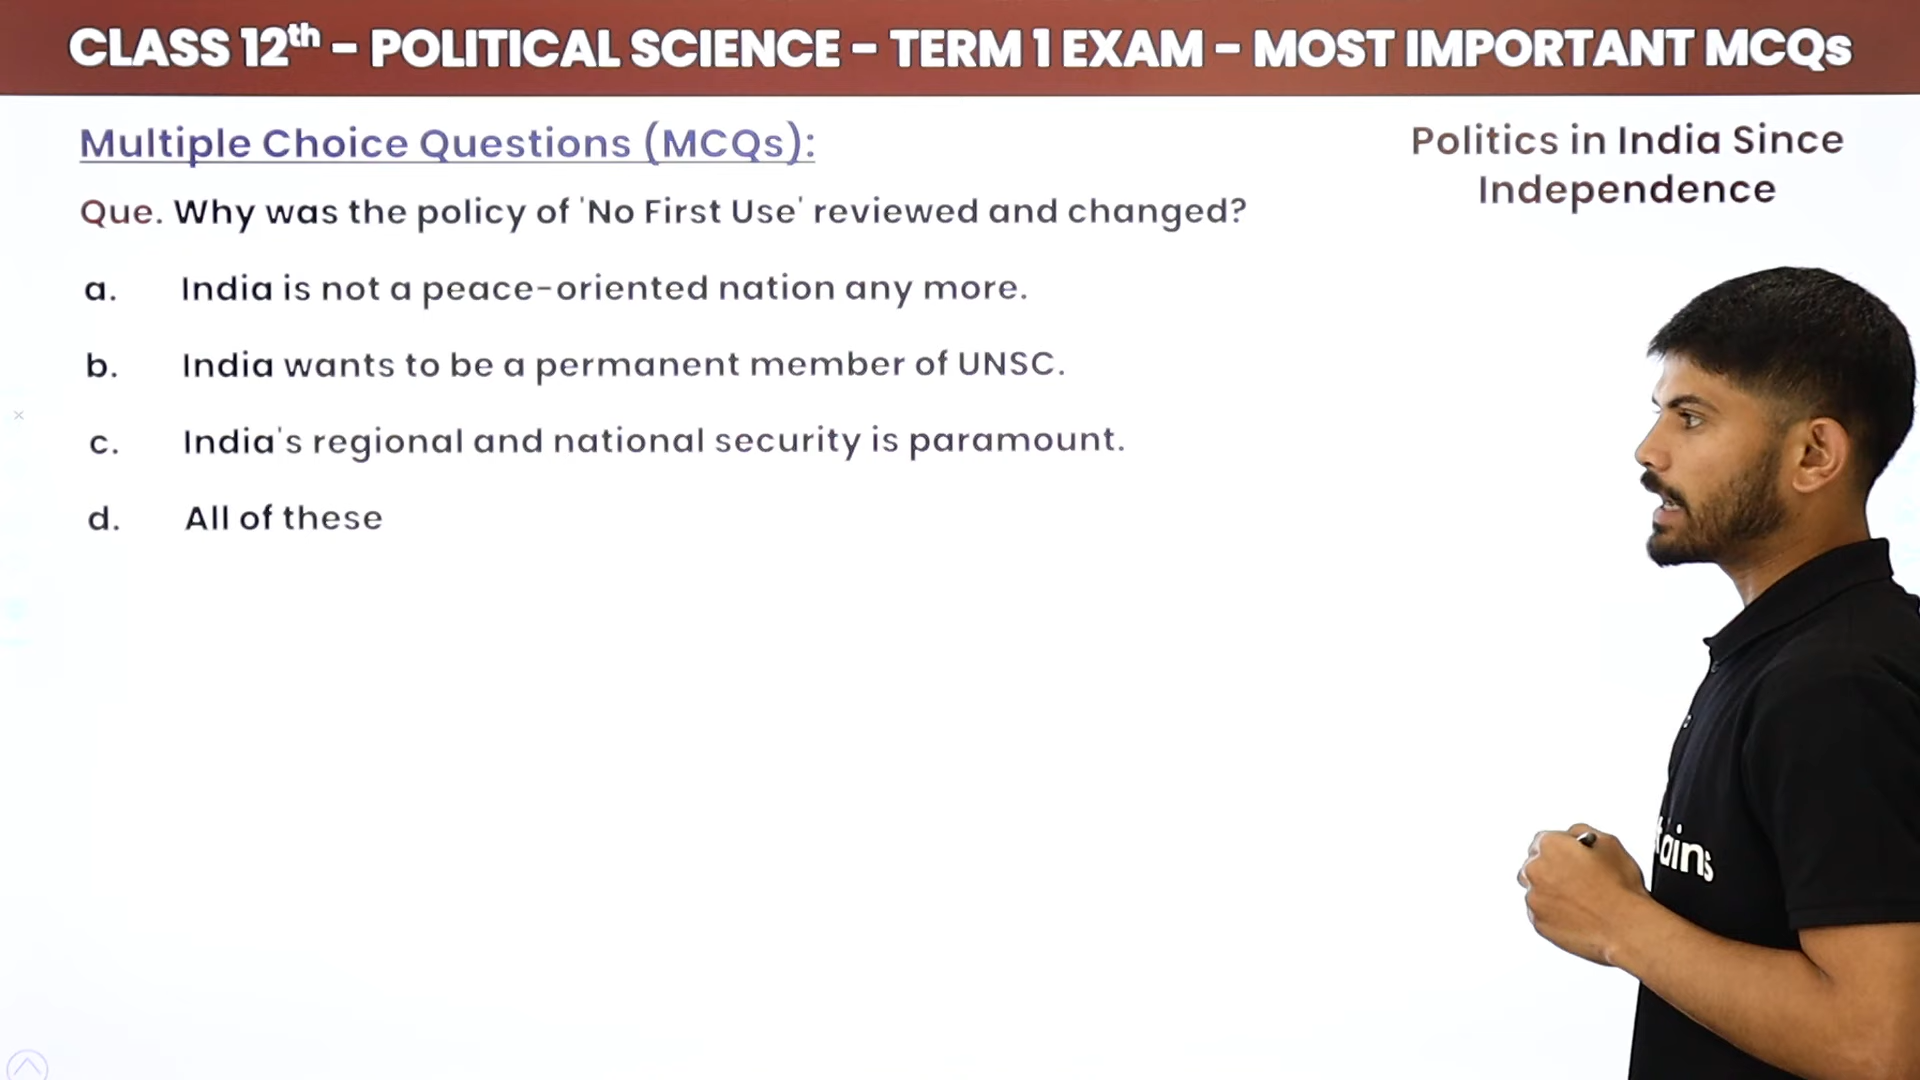 CLASS 12th - POLITICAL SCIENCE - TERM 1 EXAM - MOST IMPORTANT MCQs
Multiple Choice Questions (MCQs):
Politics in India Since
Independence
Que. Why was the policy of 'No First Use' reviewed and changed?
a. India is not a peace-oriented nation any more.
b. India wants to be a permanent member of UNSC.
c. India's regional and national security is paramount.
d. All of these